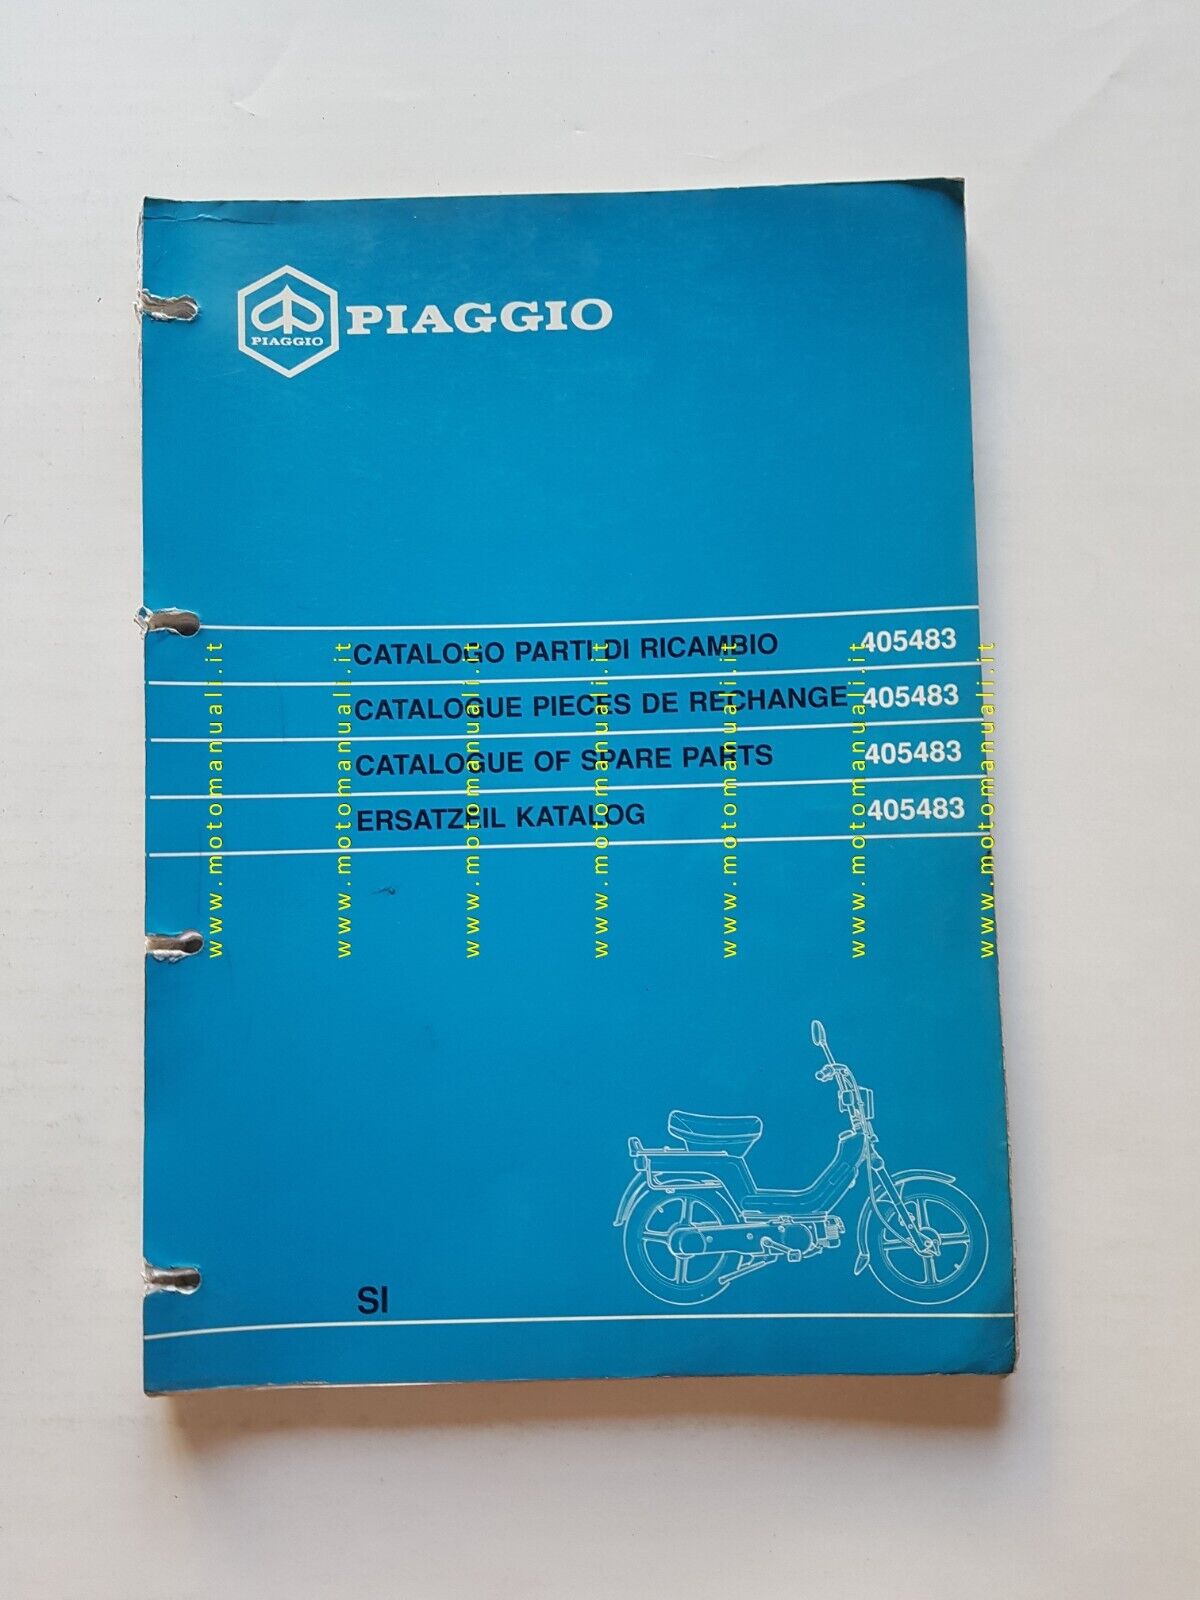 PIAGGIO
PIAGGIO
CATALOGO PARTI DI RICAMBIO 405483
CATALOGUE PIECES DE RECHANGE 405483
CATALOGUE OF SPARE PARTS 405483
ERSATZEIL KATALOG 405483
www.motomanuali.it
www.motomanuali.it
www.motomanuali.it
www.motomanuali.it
www.motomanuali.it
www.motomanuali.it
www.motomanuali.it
SI